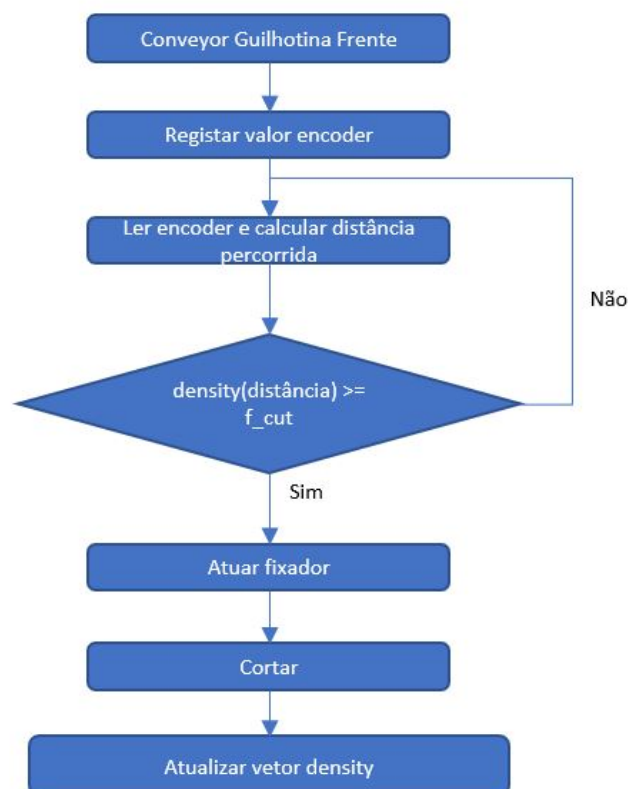 Conveyor Guilhotina Frente
Registar valor encoder
Ler encoder e calcular distância
percorrida
Não
density(distância) >=
f_cut
Sim
Atuar fixador
Cortar
Atualizar vetor density